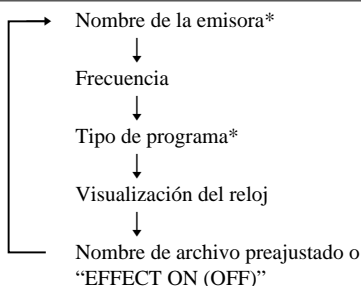 Nombre de la emisora*
Frecuencia
Tipo de programa*
Visualización del reloj
Nombre de archivo preajustado o
“EFFECT ON (OFF)”